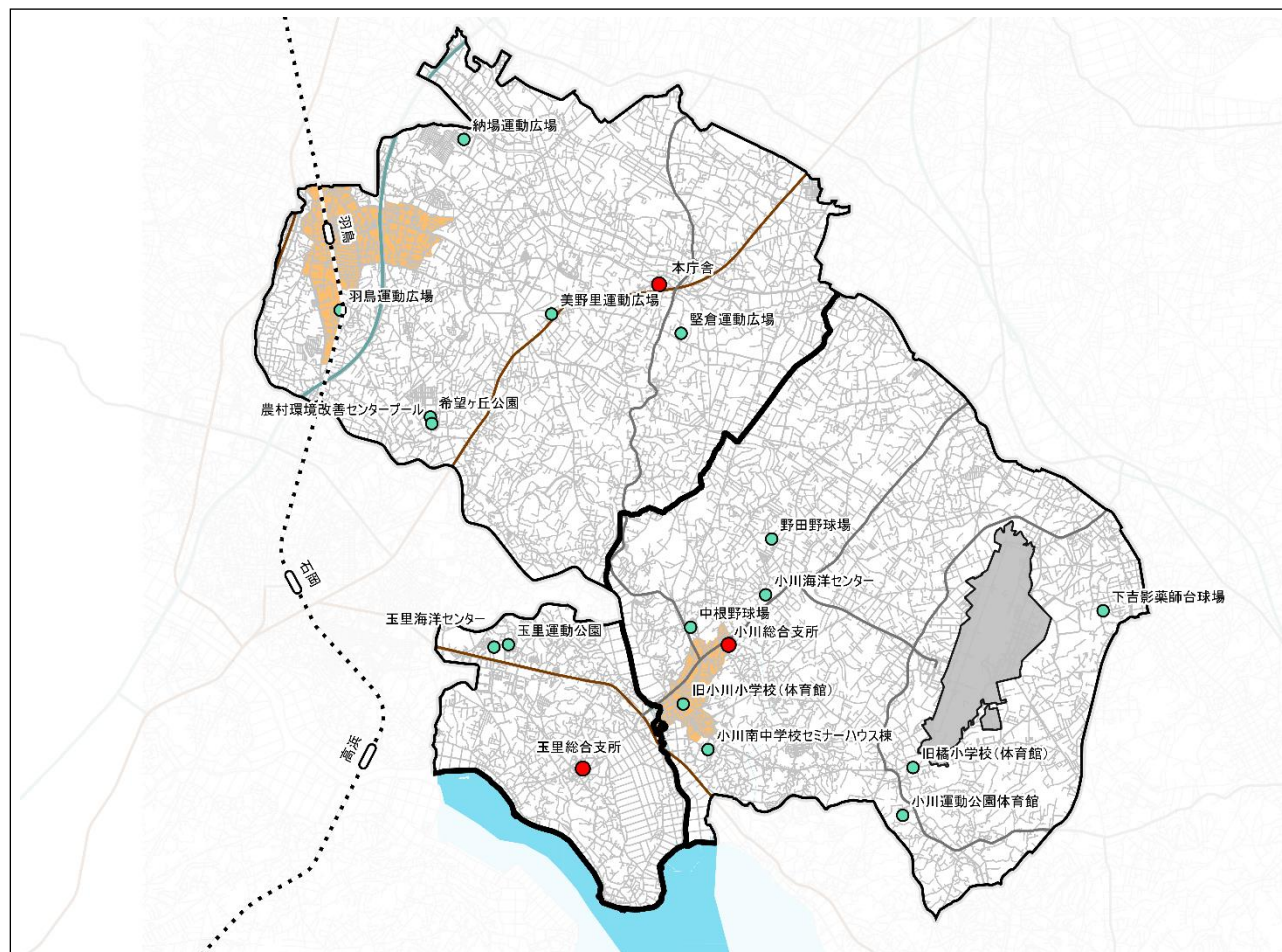 納場運動広場
羽鳥
本庁舎
羽鳥運動広場
美野里運動広場
堅倉運動広場
農村環境改善センタープール
希望ヶ丘公園
野田野球場
石岡
小川海洋センター
下吉影薬師台球場
玉里海洋センター
玉里運動公園
中根野球場
小川総合支所
旧小川小学校(体育館)
高浜
玉里総合支所
小川南中学校セミナーハウス棟
旧橘小学校(体育館)
小川運動公園体育館